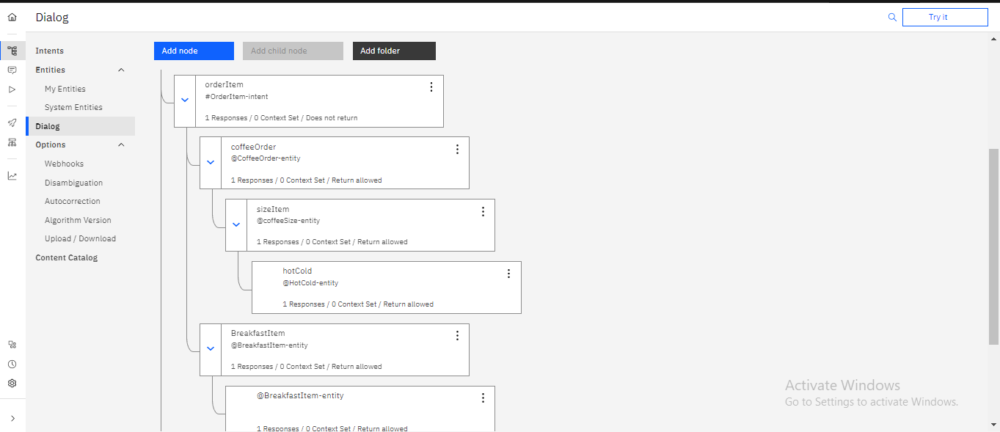 Dialog
Try it
Intents
Entities
My Entities
System Entities
Dialog
Options
Webhooks
Disambiguation
Autocorrection
Algorithm Version
Upload / Download
Content Catalog
Add node
Add child node
Add folder
orderItem
#OrderItem-intent
1 Responses / 0 Context Set / Does not return
coffeeOrder
@CoffeeOrder-entity
1 Responses / 0 Context Set / Return allowed
sizeItem
@coffeeSize-entity
1 Responses / 0 Context Set / Return allowed
hotCold
@HotCold-entity
1 Responses / 0 Context Set / Return allowed
BreakfastItem
@BreakfastItem-entity
1 Responses / 0 Context Set / Return allowed
@BreakfastItem-entity
1 Responses / 0 Context Set / Return allowed
Activate Windows
Go to Settings to activate Windows.